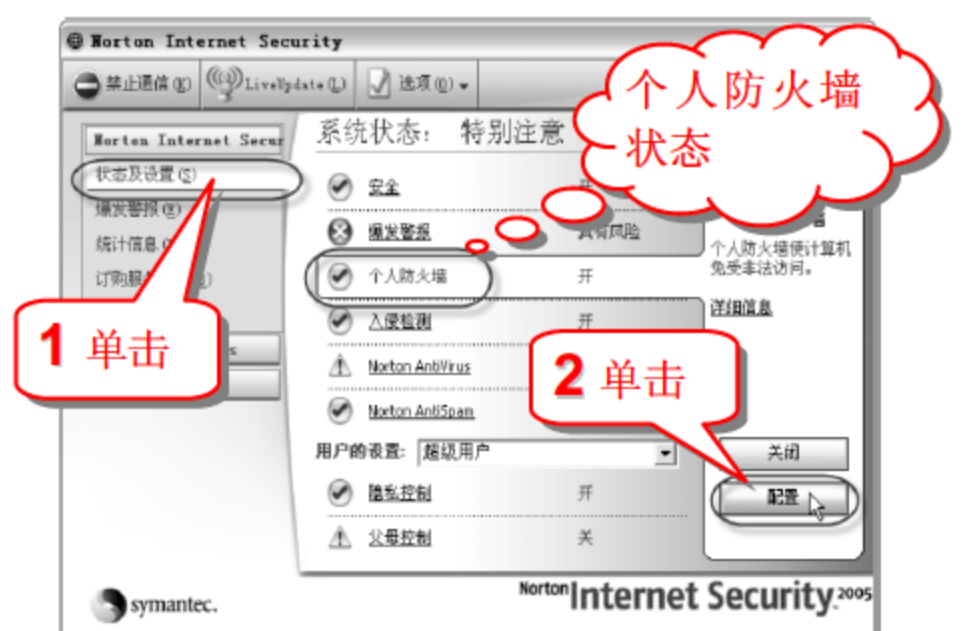 Norton Internet Security
禁止通信(K)
LiveUpdate(L)
选项(O)
个人防火墙
状态
Norton Internet Secur
状态及设置(S)
爆发警报(E)
统计信息
订购服
1 单击
系统状态: 特别注意
安全
开
爆发警报
具有风险
个人防火墙
开
入侵检测
开
Norton AntiVirus
Norton AntiSpam
用户的设置: 超级用户
隐私控制
开
父母控制
关
个人防火墙使计算机
免受非法访问。
详细信息
2 单击
关闭
配置
symantec.
Norton Internet Security 2005